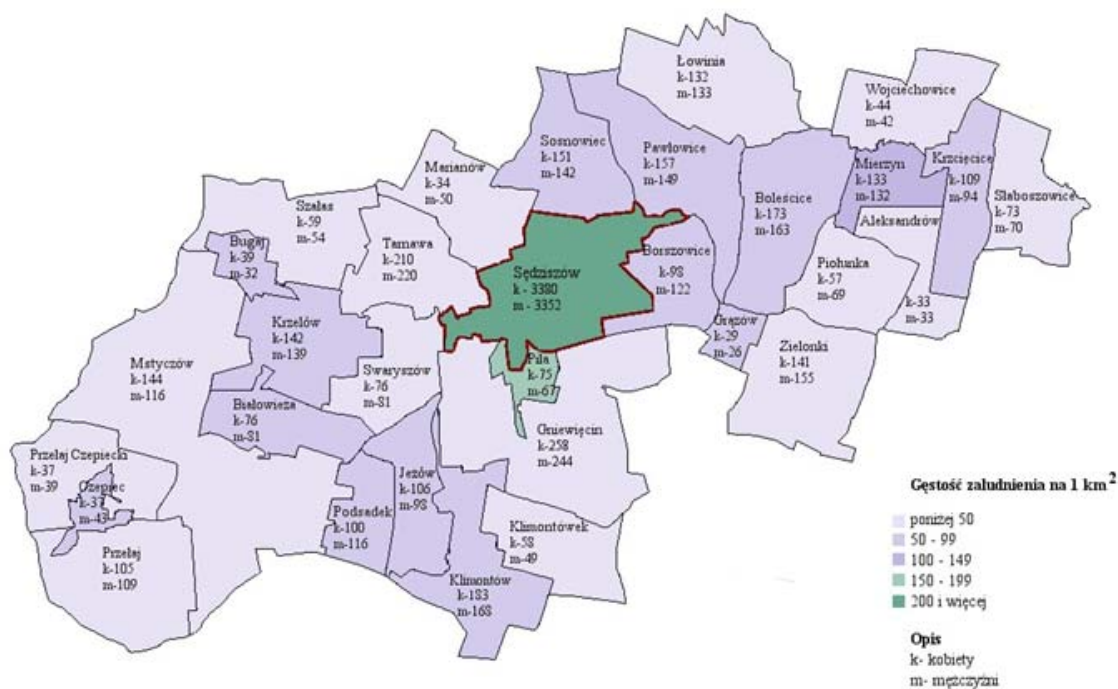 Łowinia
k-132
m-133
Wojciechowice
k-44
m-42
Sosnowiec
k-151
m-142
Pawłowice
k-157
m-149
Mierzyn
k-133
m-132
Krzcięcice
k-109
m-94
Marianów
k-34
m-50
Boleścice
k-173
m-163
Słaboszowice
k-73
m-70
Szałas
k-59
m-54
Aleksandrów
k-33
m-33
Bugaj
k-39
m-32
Tarnawa
k-210
m-220
Borszowice
k-98
m-122
Piołunka
k-57
m-69
Sędziszów
k - 3380
m - 3352
Krzelów
k-142
m-139
Grązów
k-29
m-26
Zielonki
k-141
m-155
Mstyczów
k-144
m-116
Swaryszów
k-76
m-81
Piła
k-75
m-67
Białowieża
k-76
m-81
Gniewięcin
k-258
m-244
Przełaj Czepiecki
k-37
m-39
Czepiec
k-37
m-43
Jeżów
k-106
m-98
Podsadek
k-100
m-116
Klimontówek
k-58
m-49
Przełaj
k-105
m-109
Klimontów
k-183
m-168
Gęstość zaludnienia na 1 km²
poniżej 50
50 - 99
100 - 149
150 - 199
200 i więcej
Opis
k- kobiety
m- mężczyźni